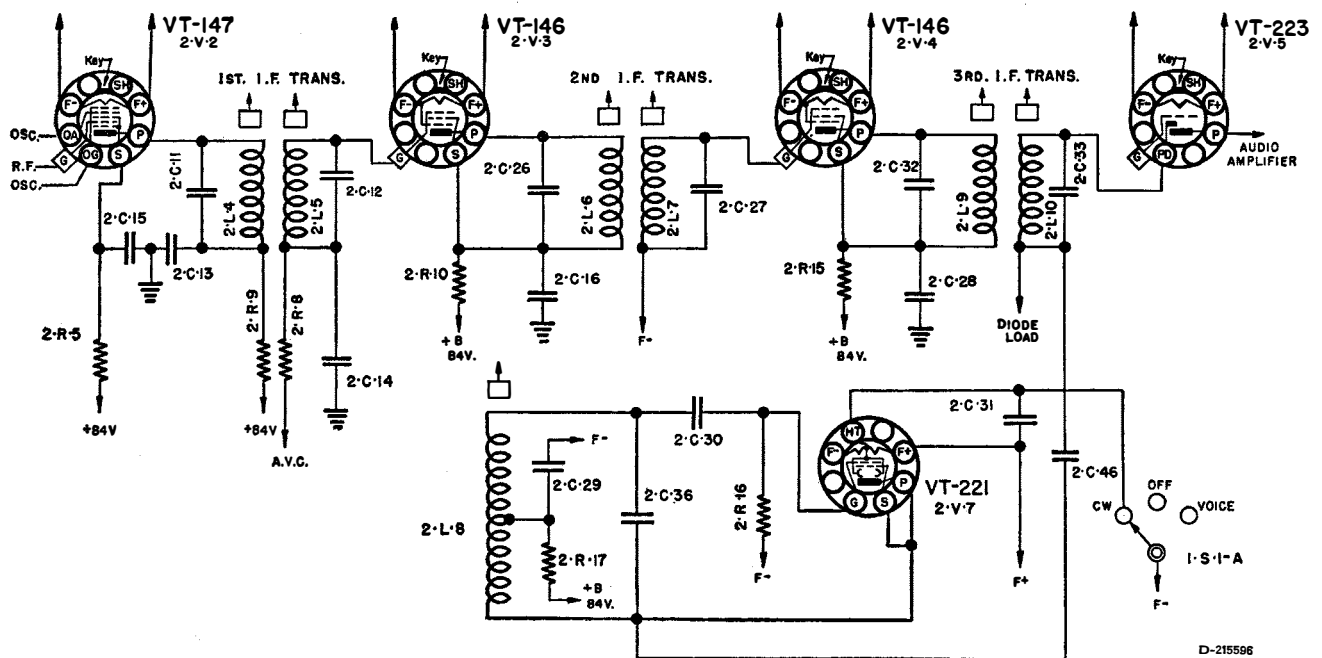 VT-147
2·V·2
VT-146
2·V·3
VT-146
2·V·4
VT-223
2·V·5
Key
SH
F-
F+
OSC.
OA
P
G
OG
S
R.F.
OSC.
1ST. I.F. TRANS.
2·C·11
2·L·4
2·L·5
2·C·12
2·C·15
2·C·13
2·R·5
+84V
2·R·9
+84V
2·R·8
A.V.C.
2·C·14
Key
SH
F-
F+
P
G
S
2ND I.F. TRANS.
2·C·26
2·L·6
2·L·7
2·C·27
2·R·10
+B
84V.
2·C·16
F-
Key
SH
F-
F+
P
G
S
3RD. I.F. TRANS.
2·C·32
2·L·9
2·L·10
2·C·33
2·R·15
+B
84V.
2·C·28
DIODE
LOAD
F-
F+
P
G
PD
AUDIO
AMPLIFIER
2·L·8
F-
2·C·29
2·R·17
+B
84V.
2·C·36
2·C·30
2·R·16
F-
HT
F-
F+
P
G
S
VT-221
2·V·7
2·C·31
F+
2·C·46
CW
OFF
VOICE
1·S·1-A
F-
D-215596